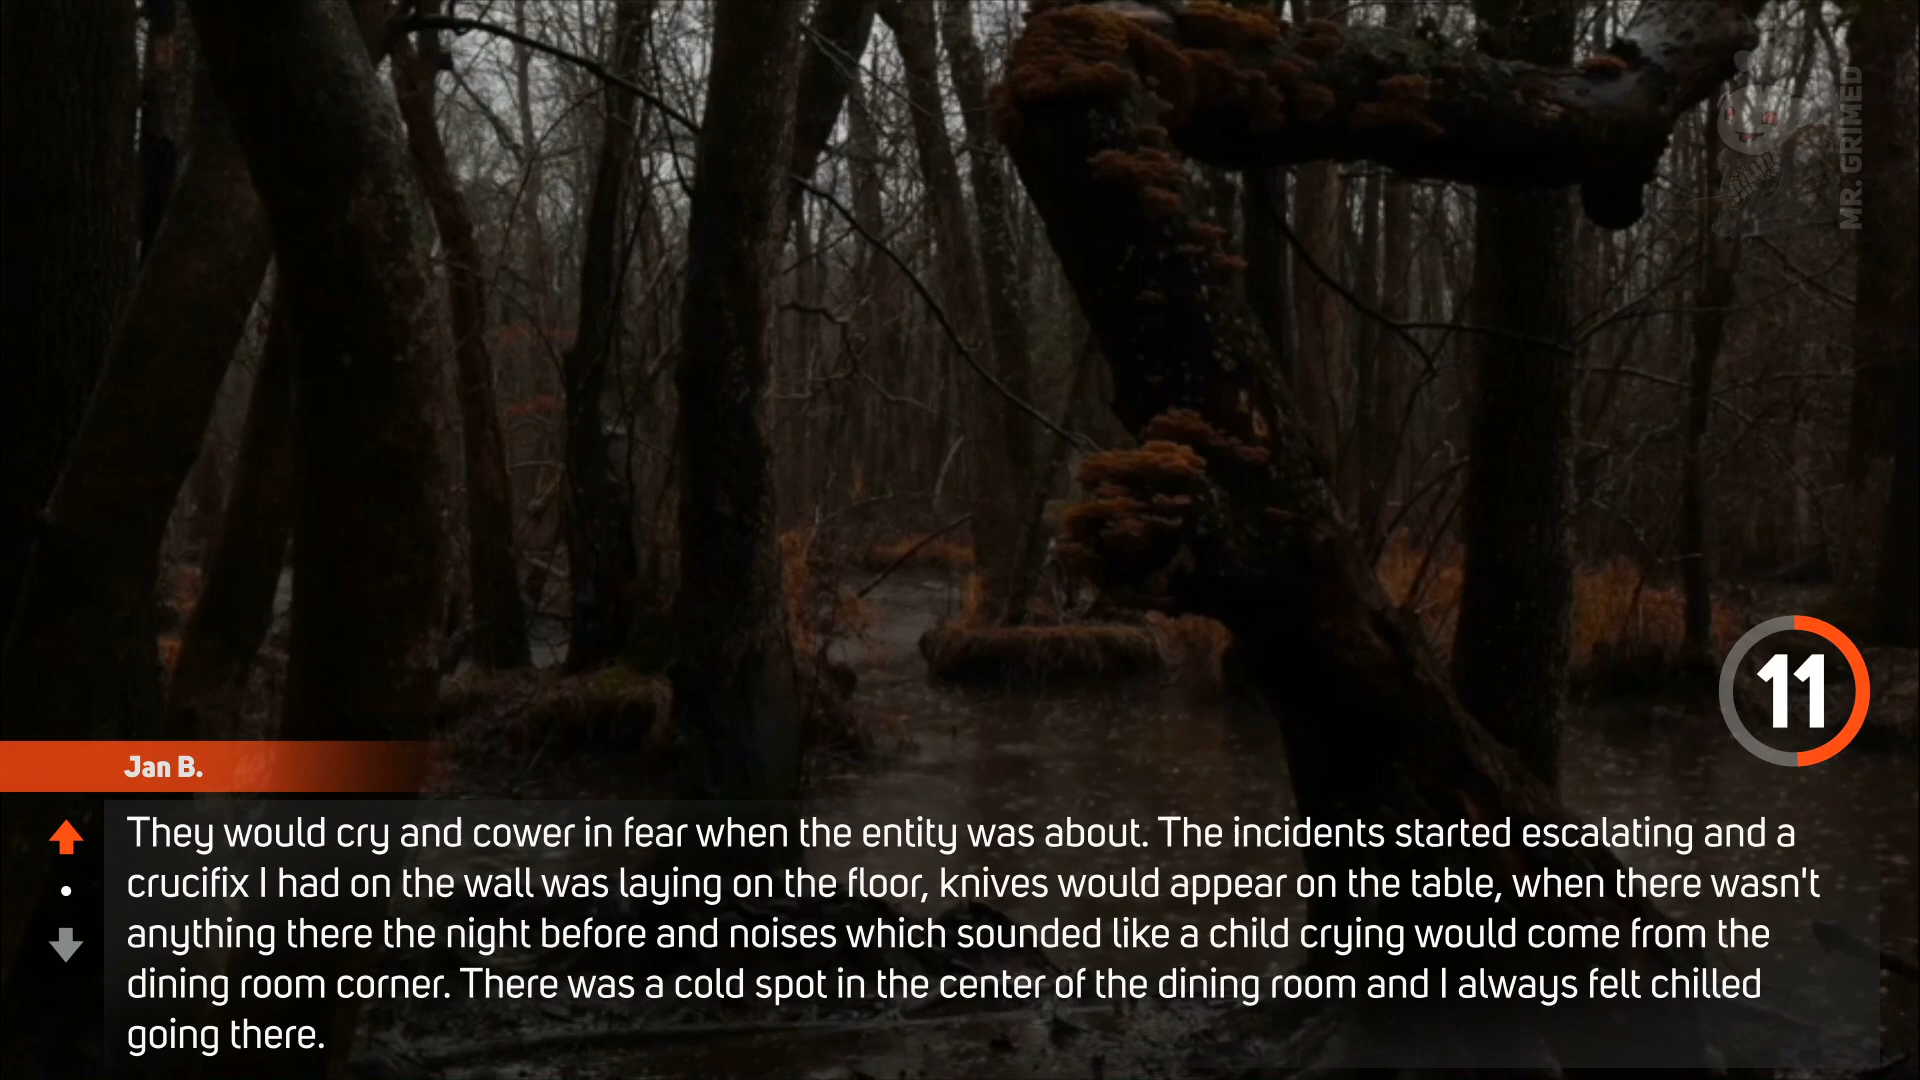 MR. GRIMED
11
Jan B.
They would cry and cower in fear when the entity was about. The incidents started escalating and a
crucifix I had on the wall was laying on the floor, knives would appear on the table, when there wasn't
anything there the night before and noises which sounded like a child crying would come from the
dining room corner. There was a cold spot in the center of the dining room and I always felt chilled
going there.